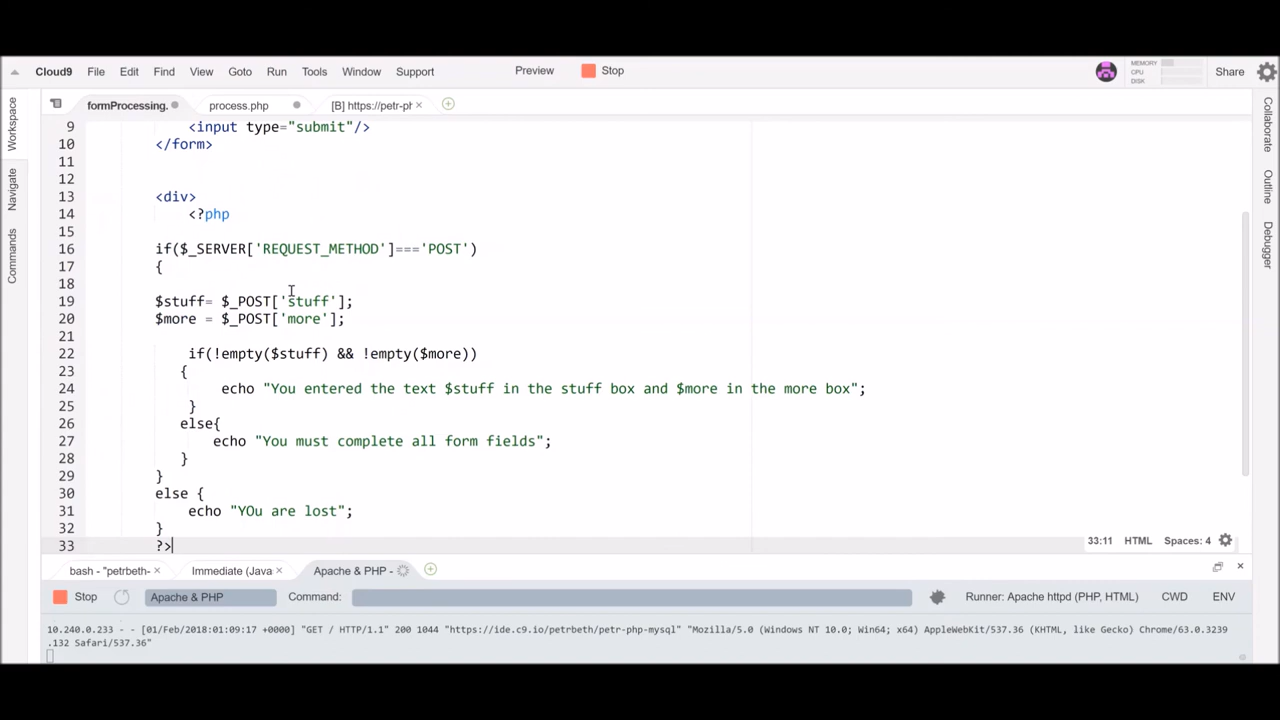 Cloud9 File Edit Find View Goto Run Tools Window Support Preview Stop MEMORY CPU DISK Share
formProcessing. process.php [B] https://petr-ph
Workspace
Navigate
Commands
Collaborate
Outline
Debugger
9 <input type="submit"/>
10 </form>
11
12
13 <div>
14 <?php
15
16 if($_SERVER['REQUEST_METHOD']==='POST')
17 {
18
19 $stuff= $_POST['stuff'];
20 $more = $_POST['more'];
21
22 if(!empty($stuff) && !empty($more))
23 {
24 echo "You entered the text $stuff in the stuff box and $more in the more box";
25 }
26 else{
27 echo "You must complete all form fields";
28 }
29 }
30 else {
31 echo "YOu are lost";
32 }
33 ?>
33:11 HTML Spaces: 4
bash - "petrbeth- Immediate (Java Apache & PHP -
Stop Apache & PHP Command: Runner: Apache httpd (PHP, HTML) CWD ENV
10.240.0.233 - - [01/Feb/2018:01:09:17 +0000] "GET / HTTP/1.1" 200 1044 "https://ide.c9.io/petrbeth/petr-php-mysql" "Mozilla/5.0 (Windows NT 10.0; Win64; x64) AppleWebKit/537.36 (KHTML, like Gecko) Chrome/63.0.3239
.132 Safari/537.36"